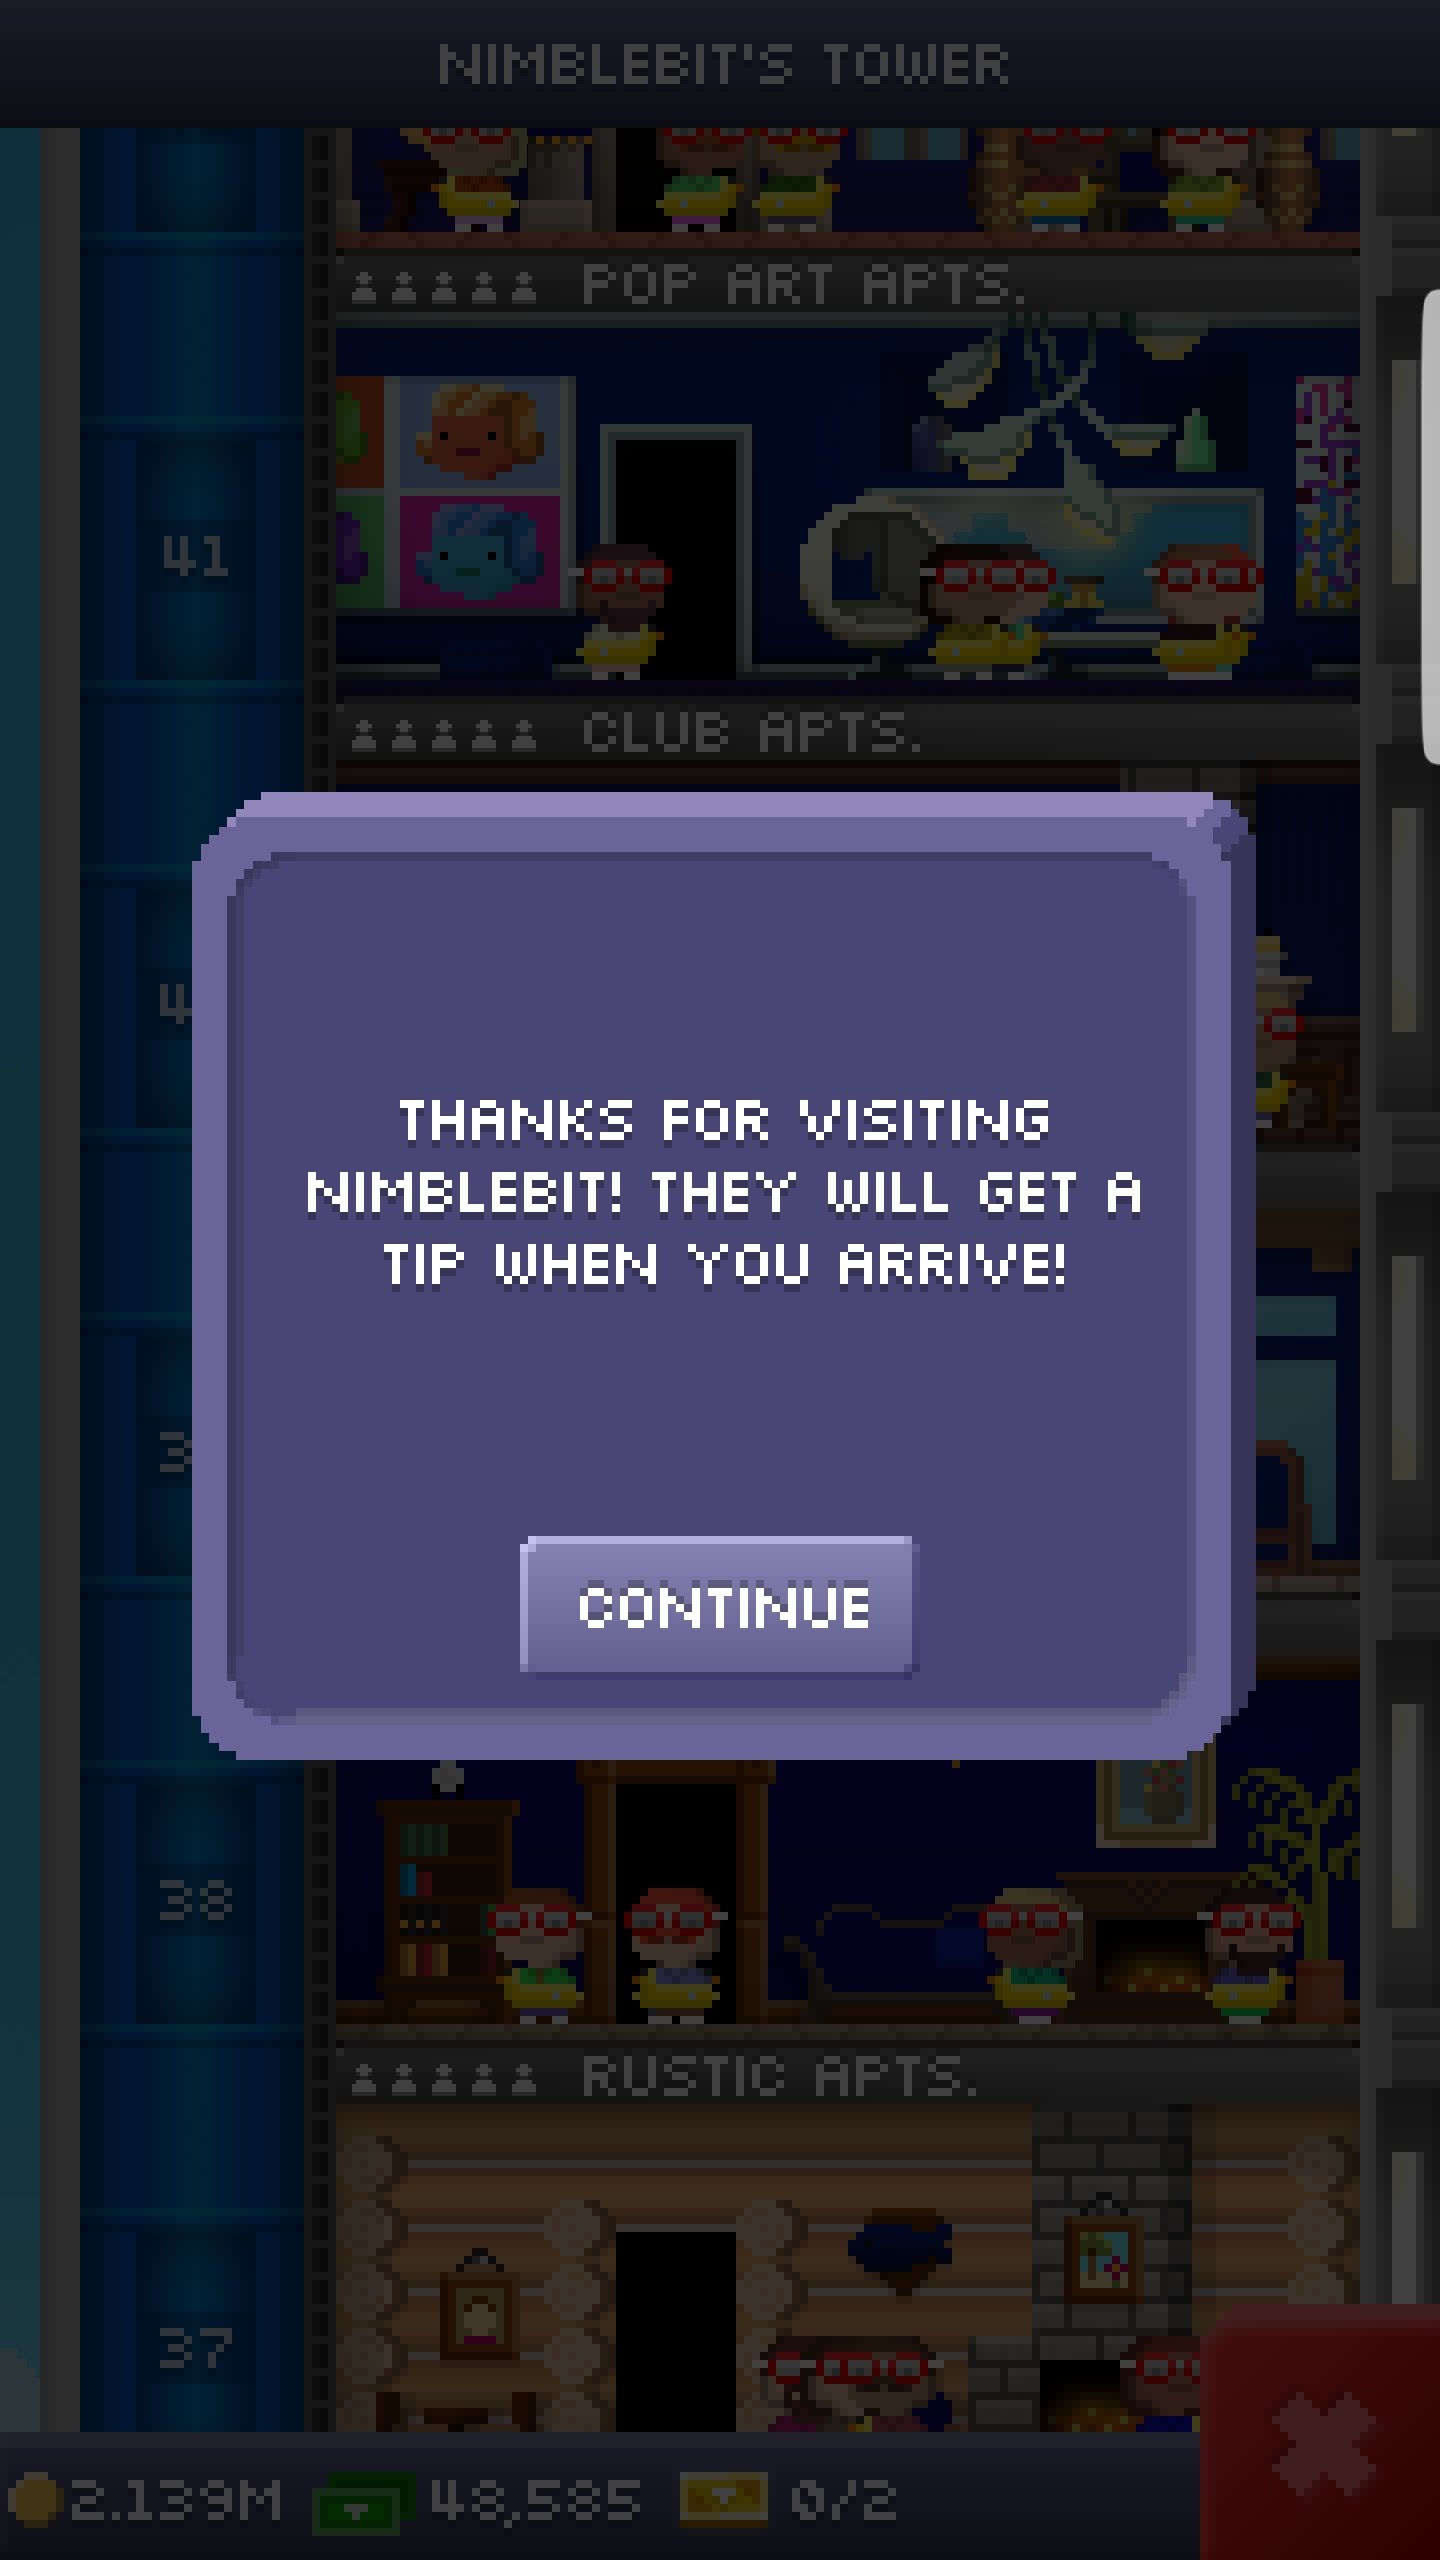 NIMBLEBIT'S TOWER
POP ART APTS.
41
CLUB APTS.
THANKS FOR VISITING
NIMBLEBIT! THEY WILL GET A
TIP WHEN YOU ARRIVE!
CONTINUE
38
RUSTIC APTS.
37
2.139M 48,585 0/2